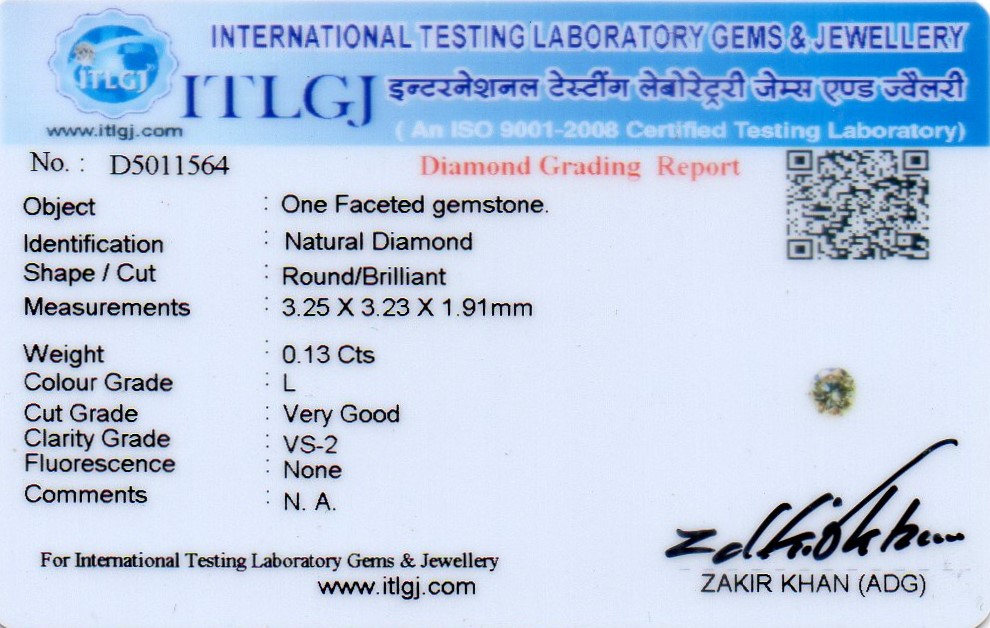 INTERNATIONAL TESTING LABORATORY GEMS & JEWELLERY
ITLGJ
ITLGJ इन्टरनेशनल टेस्टींग लेबोरेट्ररी जेम्स एण्ड ज्वैलरी
www.itlgj.com
( An ISO 9001-2008 Certified Testing Laboratory)
No. : D5011564
Diamond Grading Report
Object : One Faceted gemstone.
Identification : Natural Diamond
Shape / Cut : Round/Brilliant
Measurements : 3.25 X 3.23 X 1.91mm
Weight : 0.13 Cts
Colour Grade : L
Cut Grade : Very Good
Clarity Grade : VS-2
Fluorescence : None
Comments : N. A.
For International Testing Laboratory Gems & Jewellery
www.itlgj.com
ZAKIR KHAN (ADG)